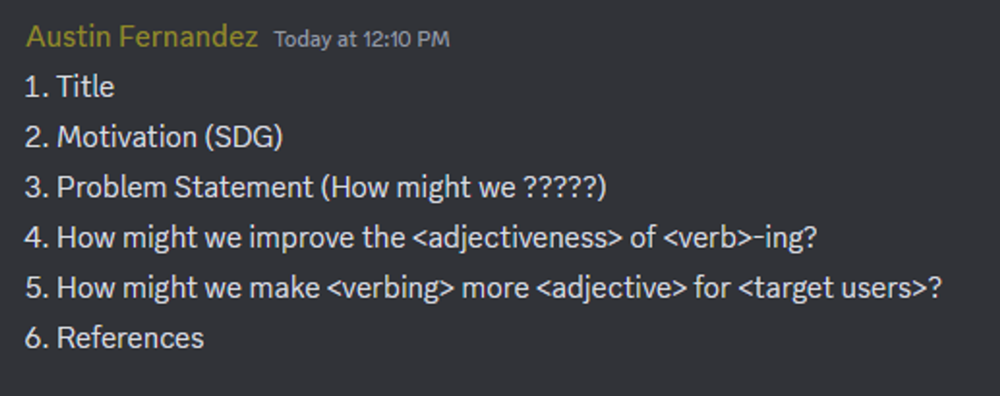 Austin Fernandez Today at 12:10 PM
1. Title
2. Motivation (SDG)
3. Problem Statement (How might we ?????)
4. How might we improve the <adjectiveness> of <verb>-ing?
5. How might we make <verbing> more <adjective> for <target users>?
6. References